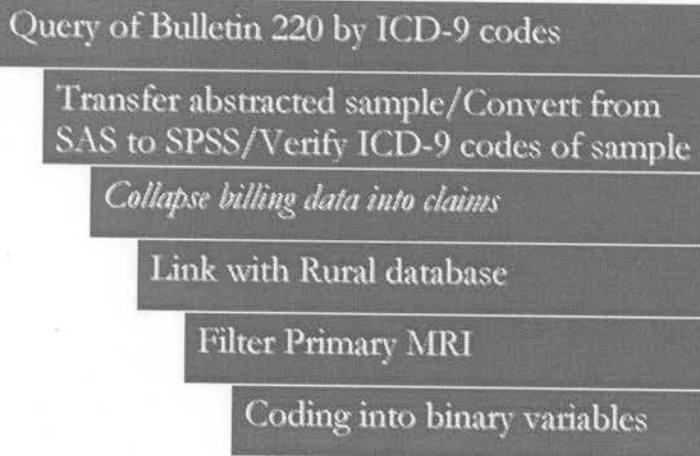 Query of Bulletin 220 by ICD-9 codes
Transfer abstracted sample/Convert from
SAS to SPSS/Verify ICD-9 codes of sample
Collapse billing data into claims
Link with Rural database
Filter Primary MRI
Coding into binary variables